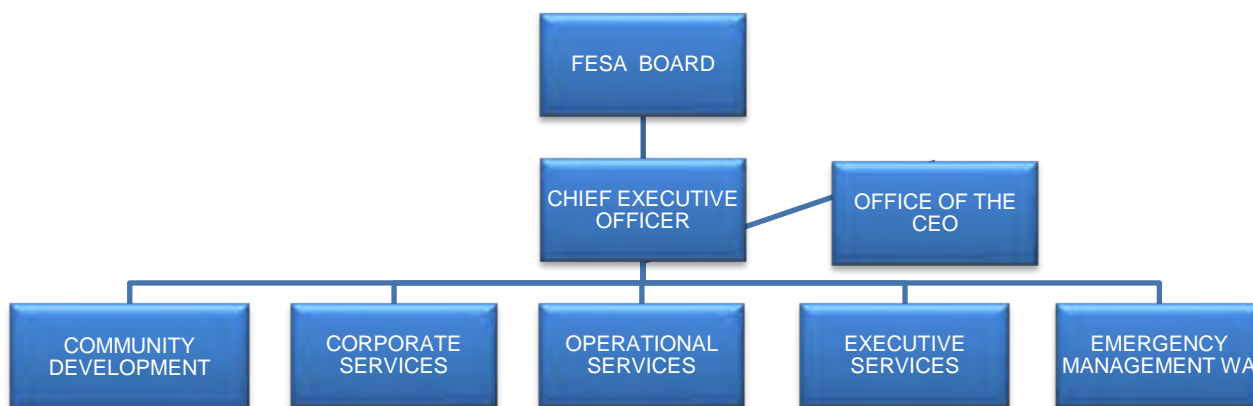 FESA BOARD
CHIEF EXECUTIVE
OFFICER
OFFICE OF THE
CEO
COMMUNITY
DEVELOPMENT
CORPORATE
SERVICES
OPERATIONAL
SERVICES
EXECUTIVE
SERVICES
EMERGENCY
MANAGEMENT WA